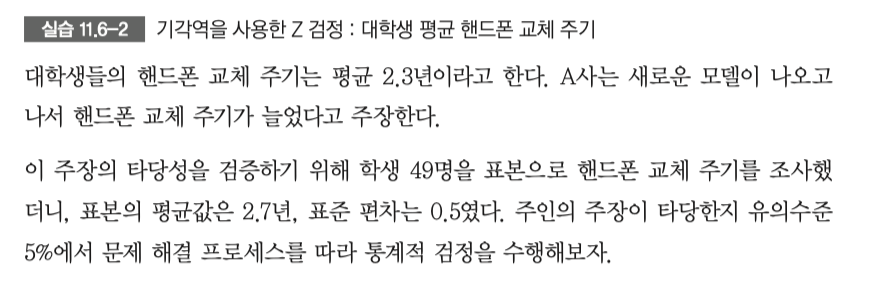 실습 11.6-2 기각역을 사용한 Z 검정 : 대학생 평균 핸드폰 교체 주기
대학생들의 핸드폰 교체 주기는 평균 2.3년이라고 한다. A사는 새로운 모델이 나오고
나서 핸드폰 교체 주기가 늘었다고 주장한다.
이 주장의 타당성을 검증하기 위해 학생 49명을 표본으로 핸드폰 교체 주기를 조사했
더니, 표본의 평균값은 2.7년, 표준 편차는 0.5였다. 주인의 주장이 타당한지 유의수준
5%에서 문제 해결 프로세스를 따라 통계적 검정을 수행해보자.